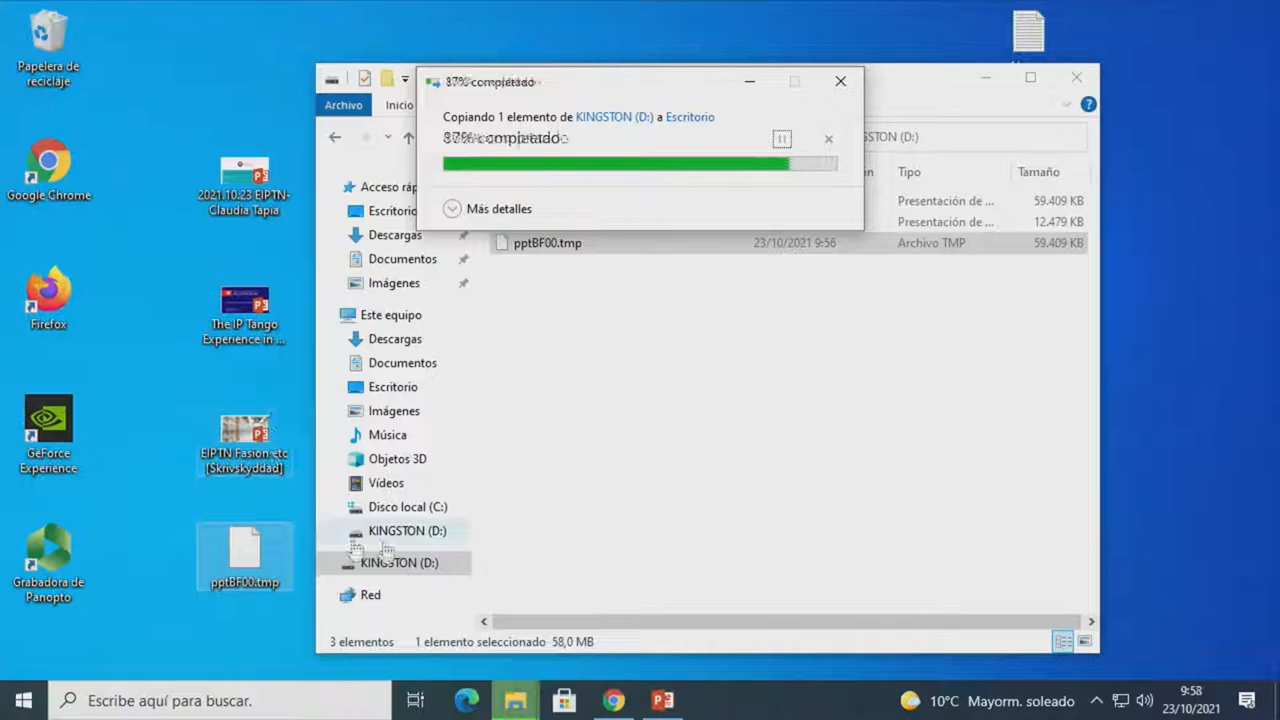 Papelera de
reciclaje
Google Chrome
Firefox
GeForce
Experience
Grabadora de
Panopto
2021.10.23 EIPTN-
Claudia Tapia
The IP Tango
Experience in ...
EIPTN Fasion etc
[Skrivskyddad]
pptBF00.tmp
87% completado
Copiando 1 elemento de KINGSTON (D:) a Escritorio
87% completado
Más detalles
Archivo
Inicio
Acceso ráp
Escritorio
Descargas
Documentos
Imágenes
Este equipo
Descargas
Documentos
Escritorio
Imágenes
Música
Objetos 3D
Vídeos
Disco local (C:)
KINGSTON (D:)
KINGSTON (D:)
Red
STON (D:)
Tipo Tamaño
Presentación de ... 59.409 KB
Presentación de ... 12.479 KB
pptBF00.tmp 23/10/2021 9:56 Archivo TMP 59.409 KB
3 elementos 1 elemento seleccionado 58,0 MB
Escribe aquí para buscar.
10°C Mayorm. soleado
9:58
23/10/2021